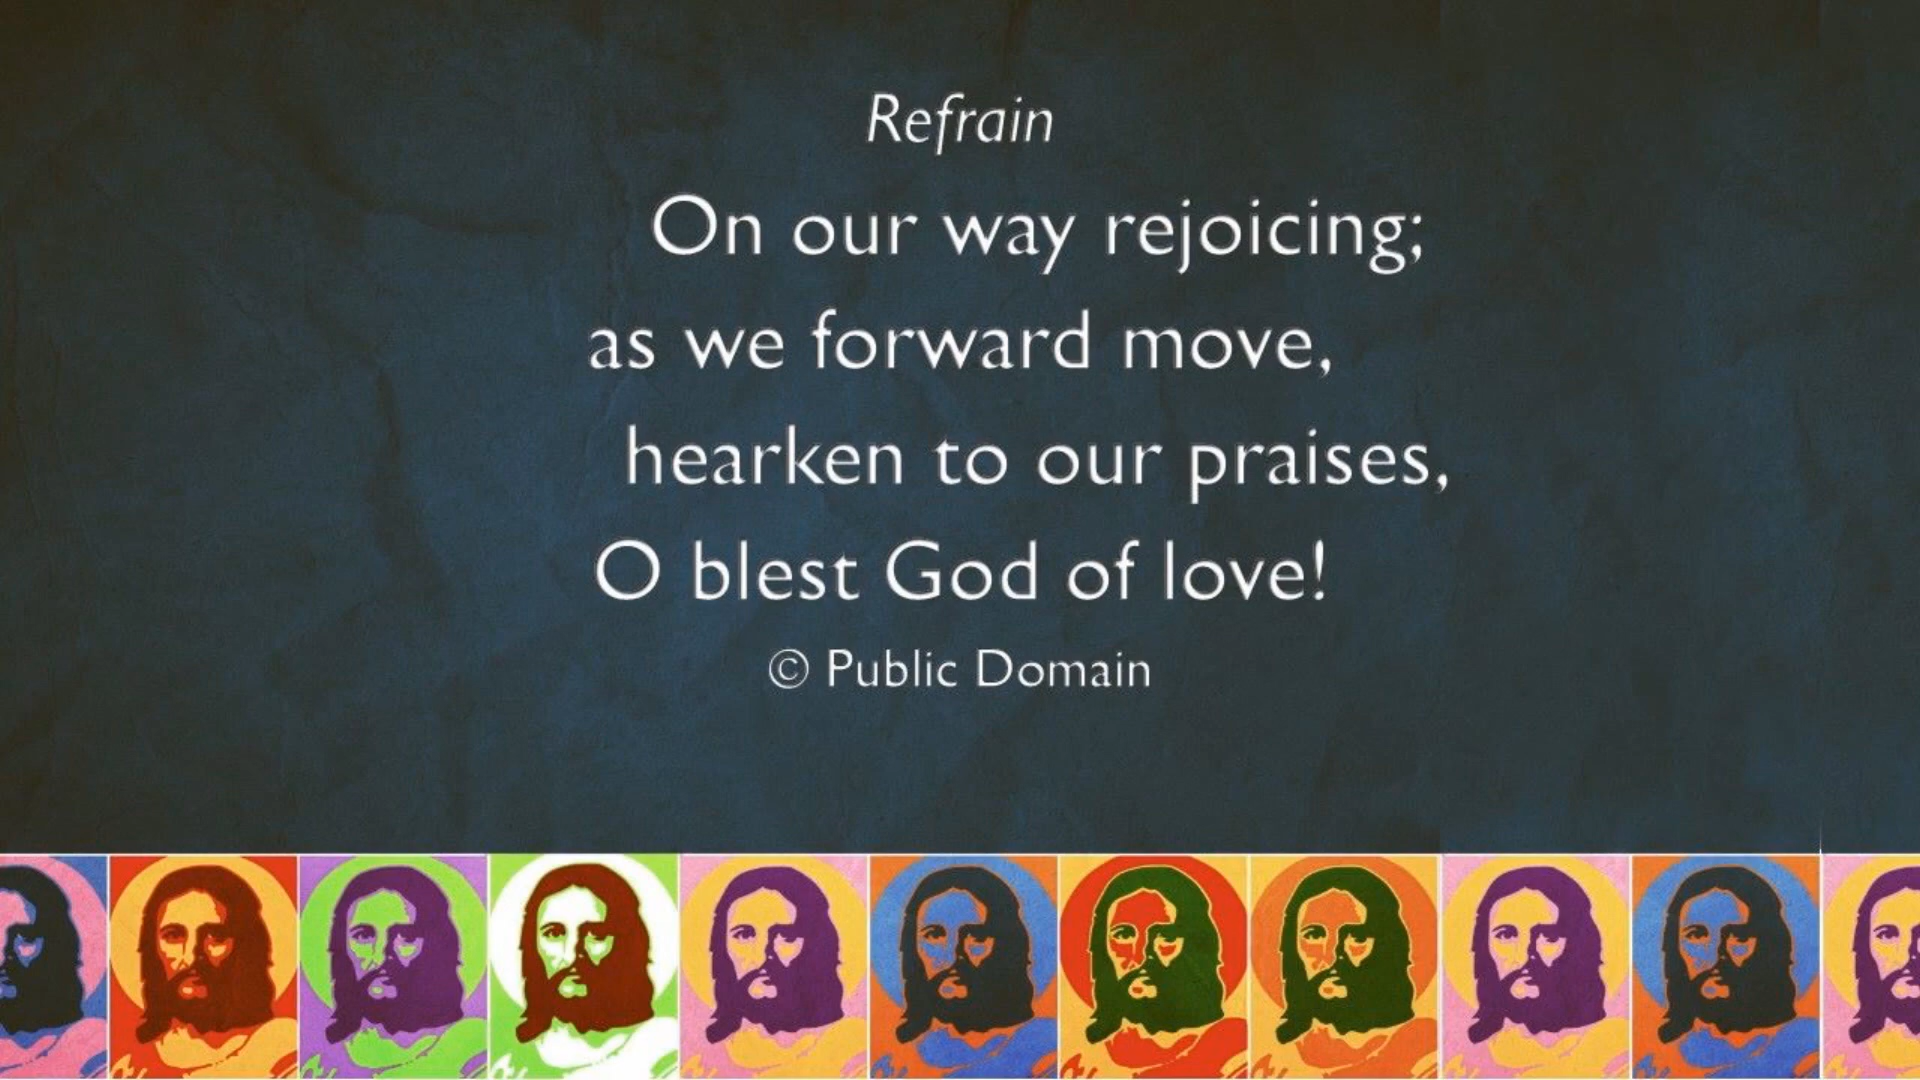 Refrain
On our way rejoicing;
as we forward move,
hearken to our praises,
O blest God of love!
© Public Domain